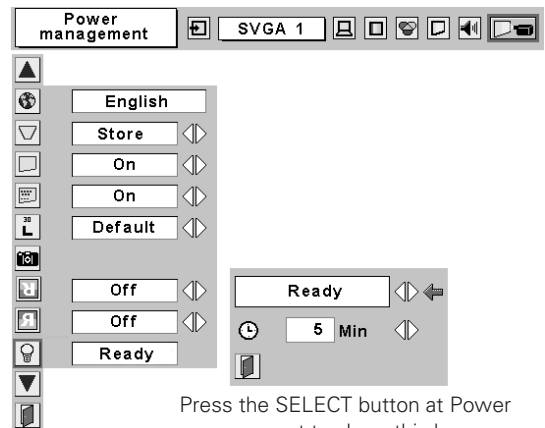 Power
management
SVGA 1
English
Store
On
On
30
L
Default
Off
Off
Ready
Ready
5 Min
Press the SELECT button at Power